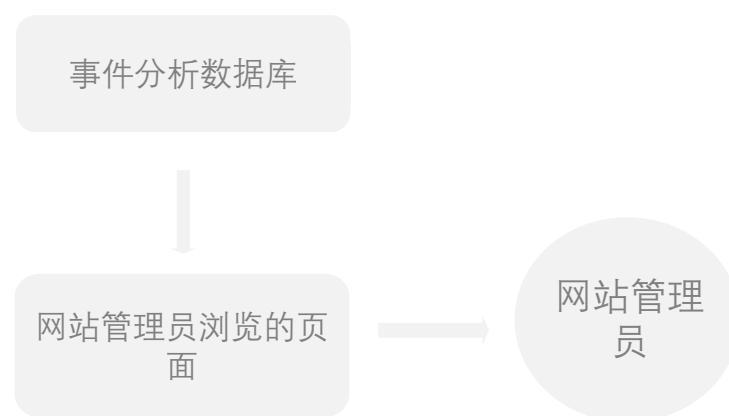 事件分析数据库
网站管理员浏览的页
面
网站管理
员